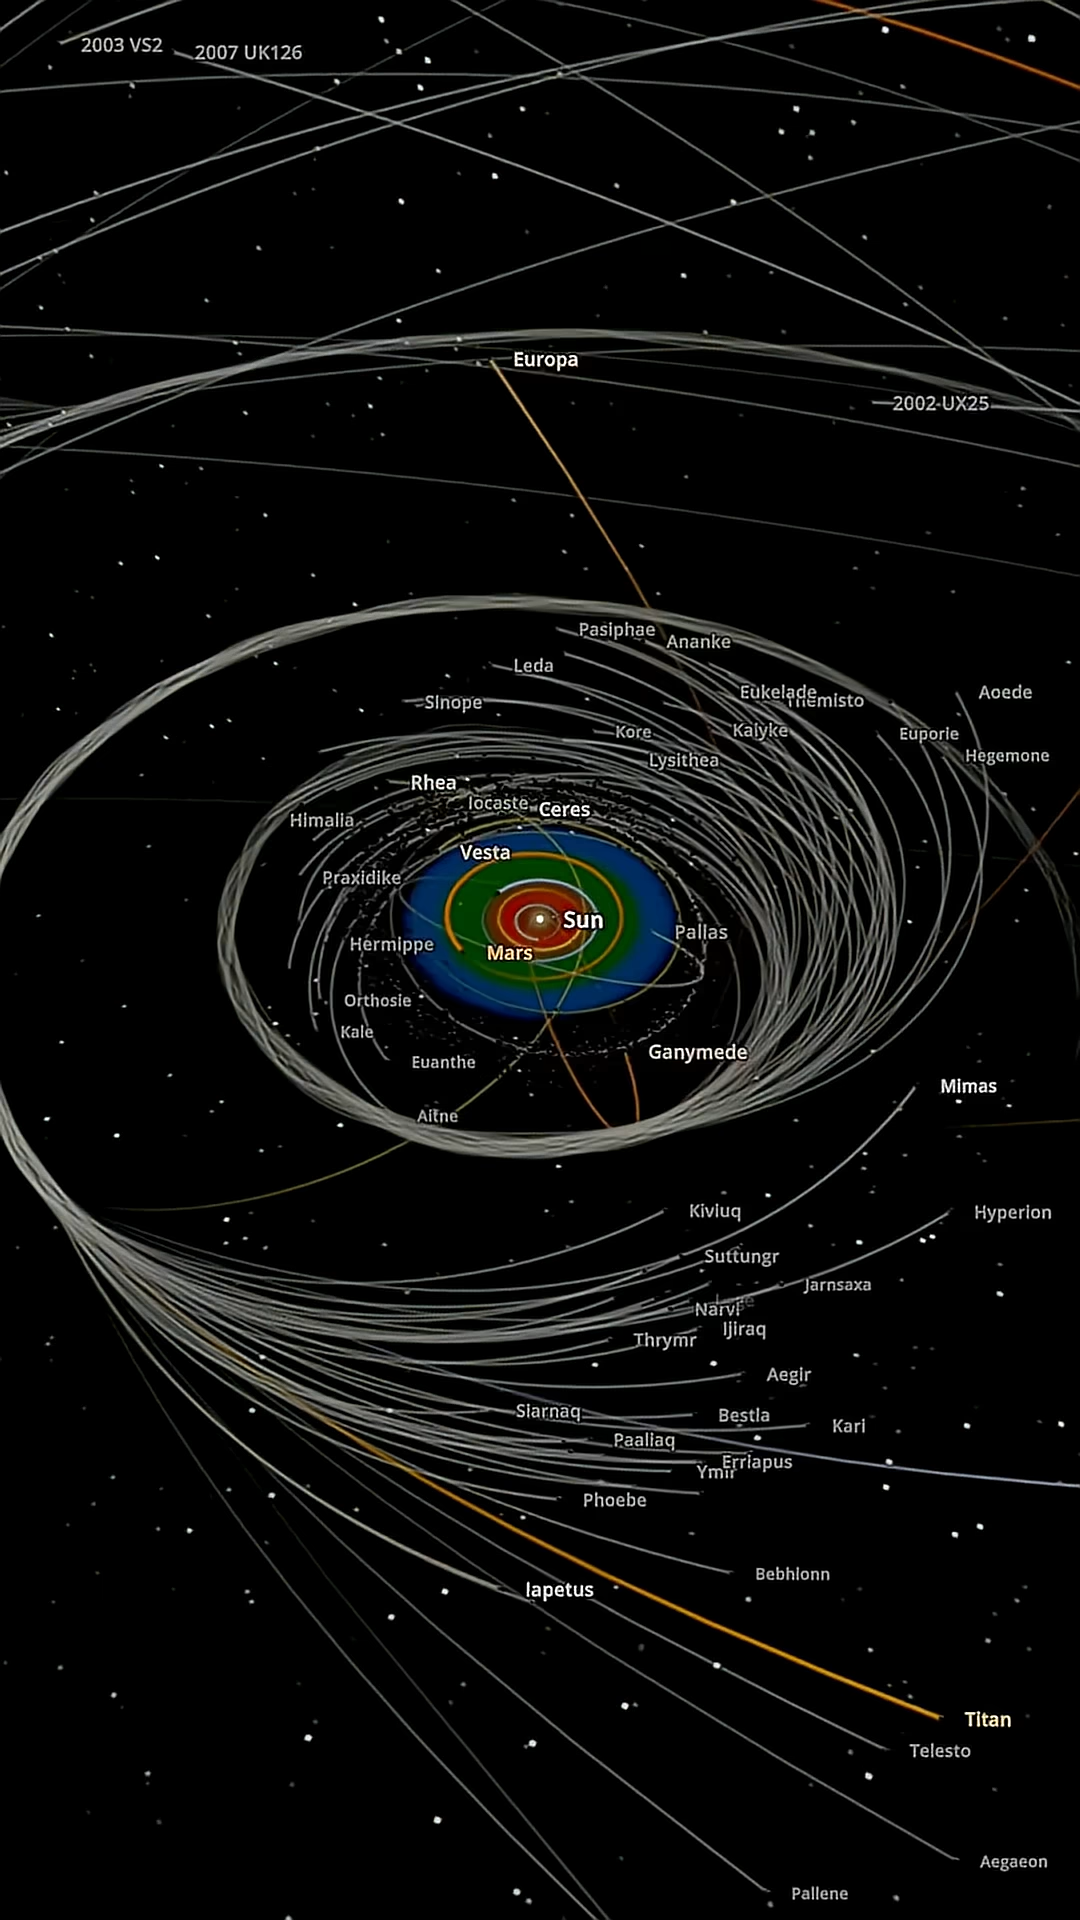 2003 VS2
2007 UK126
Europa
2002 UX25
Pasiphae
Ananke
Leda
Eukelade
Themisto
Aoede
Sinope
Kore
Kalyke
Euporie
Hegemone
Lysithea
Rhea
Iocaste
Ceres
Himalia
Vesta
Praxidike
Sun
Pallas
Hermippe
Mars
Orthosie
Kale
Ganymede
Euanthe
Mimas
Aitne
Kiviuq
Hyperion
Suttungr
Jarnsaxa
Narvi
Ijiraq
Thrymr
Aegir
Siarnaq
Bestla
Kari
Paaliaq
Erriapus
Ymir
Phoebe
Bebhionn
Iapetus
Titan
Telesto
Aegaeon
Pallene